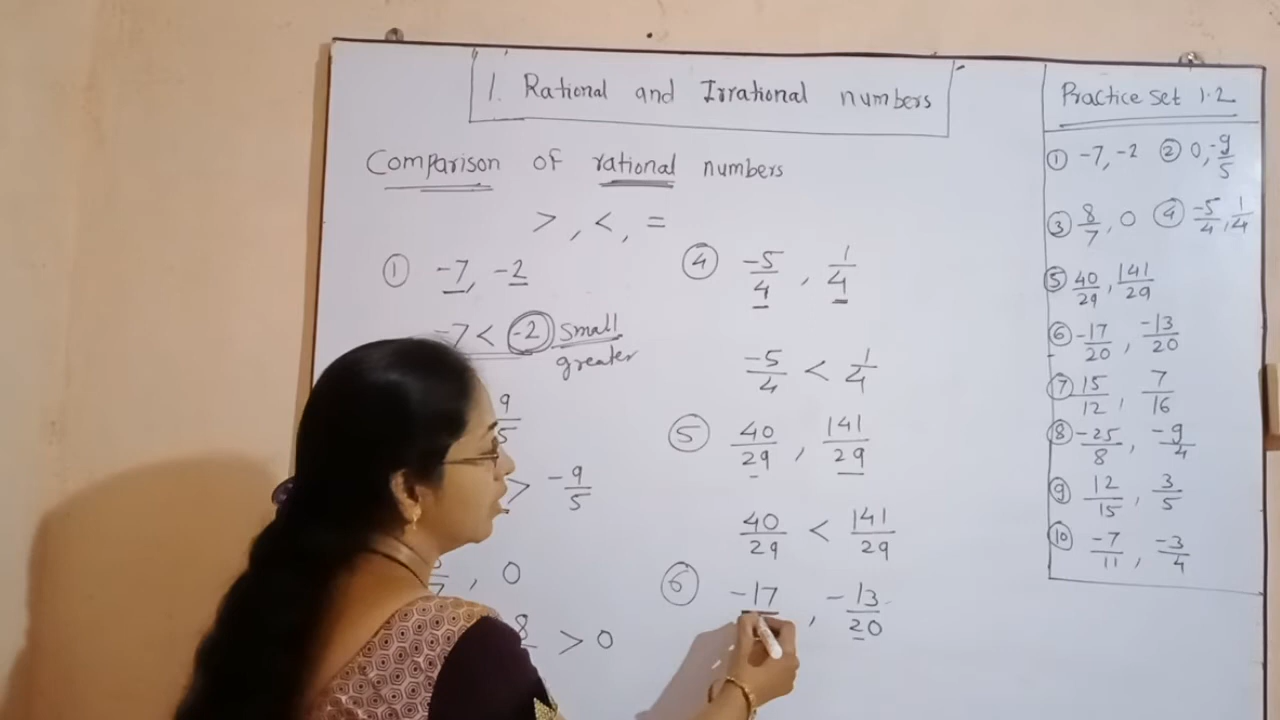 1. Rational and Irrational numbers
Comparison of rational numbers
>, <, =
① -7, -2
-7 < -2 small
greater
9/5
> -9/5
, 0
8 > 0
④ -5/4, 1/4
-5/4 < 1/4
⑤ 40/29, 141/29
40/29 < 141/29
⑥ -17, -13/20
Practice Set 1.2
① -7, -2 ② 0, -9/5
③ 8/7, 0 ④ -5/4, 1/4
⑤ 40/29, 141/29
⑥ -17/20, -13/20
⑦ 15/12, 7/16
⑧ -25/8, -9/4
⑨ 12/15, 3/5
⑩ -7/11, -3/4